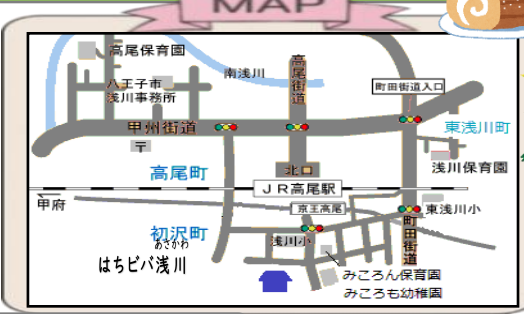 MAP
高尾保育園
南浅川
高尾街道
町田街道入口
八王子市
浅川事務所
甲州街道
東浅川町
〒
高尾町
北口
浅川保育園
JR高尾駅
甲府
京王高尾
東浅川小
初沢町
浅川小
町田街道
あさかわ
はちビバ浅川
みころん保育園
みころも幼稚園